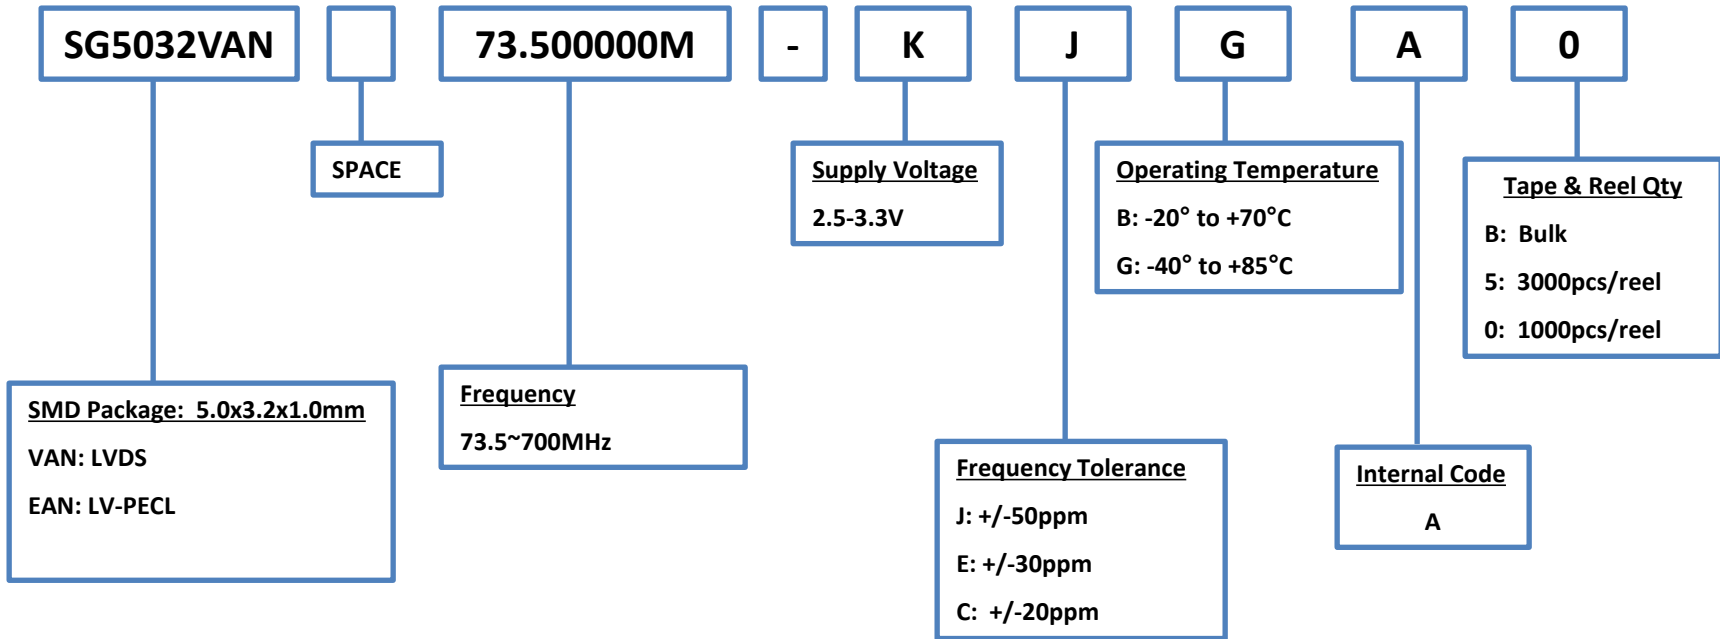 SG5032VAN 73.500000M - K J G A 0
SPACE
Supply Voltage
2.5-3.3V
Operating Temperature
B: -20° to +70°C
G: -40° to +85°C
Tape & Reel Qty
B: Bulk
5: 3000pcs/reel
0: 1000pcs/reel
SMD Package: 5.0x3.2x1.0mm
VAN: LVDS
EAN: LV-PECL
Frequency
73.5~700MHz
Frequency Tolerance
J: +/-50ppm
E: +/-30ppm
C: +/-20ppm
Internal Code
A